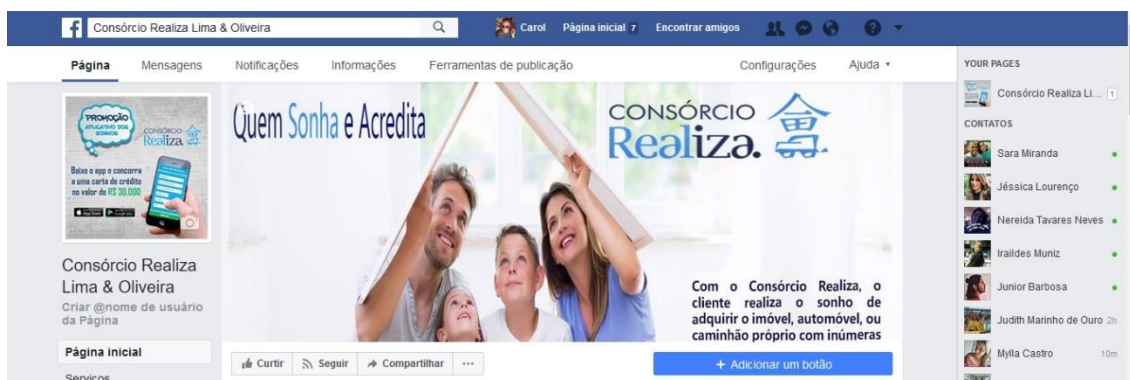 Consórcio Realiza Lima & Oliveira
Carol Página inicial 7 Encontrar amigos
Página Mensagens Notificações Informações Ferramentas de publicação Configurações Ajuda
PROMOÇÃO
APLICATIVO DOS
SONHOS
CONSÓRCIO
Realiza
Baixe o app e concorra
a uma carta de crédito
no valor de R$ 30.000
Consórcio Realiza
Lima & Oliveira
Criar @nome de usuário
da Página
Página inicial
Serviços
Quem Sonha e Acredita
CONSÓRCIO
Realiza.
Com o Consórcio Realiza, o
cliente realiza o sonho de
adquirir o imóvel, automóvel, ou
caminhão próprio com inúmeras
Curtir Seguir Compartilhar ...
+ Adicionar um botão
YOUR PAGES
Consórcio Realiza Li... 1
CONTATOS
Sara Miranda
Jéssica Lourenço
Nereida Tavares Neves
Iraildes Muniz
Junior Barbosa
Judith Marinho de Ouro 2h
Mylla Castro 10m